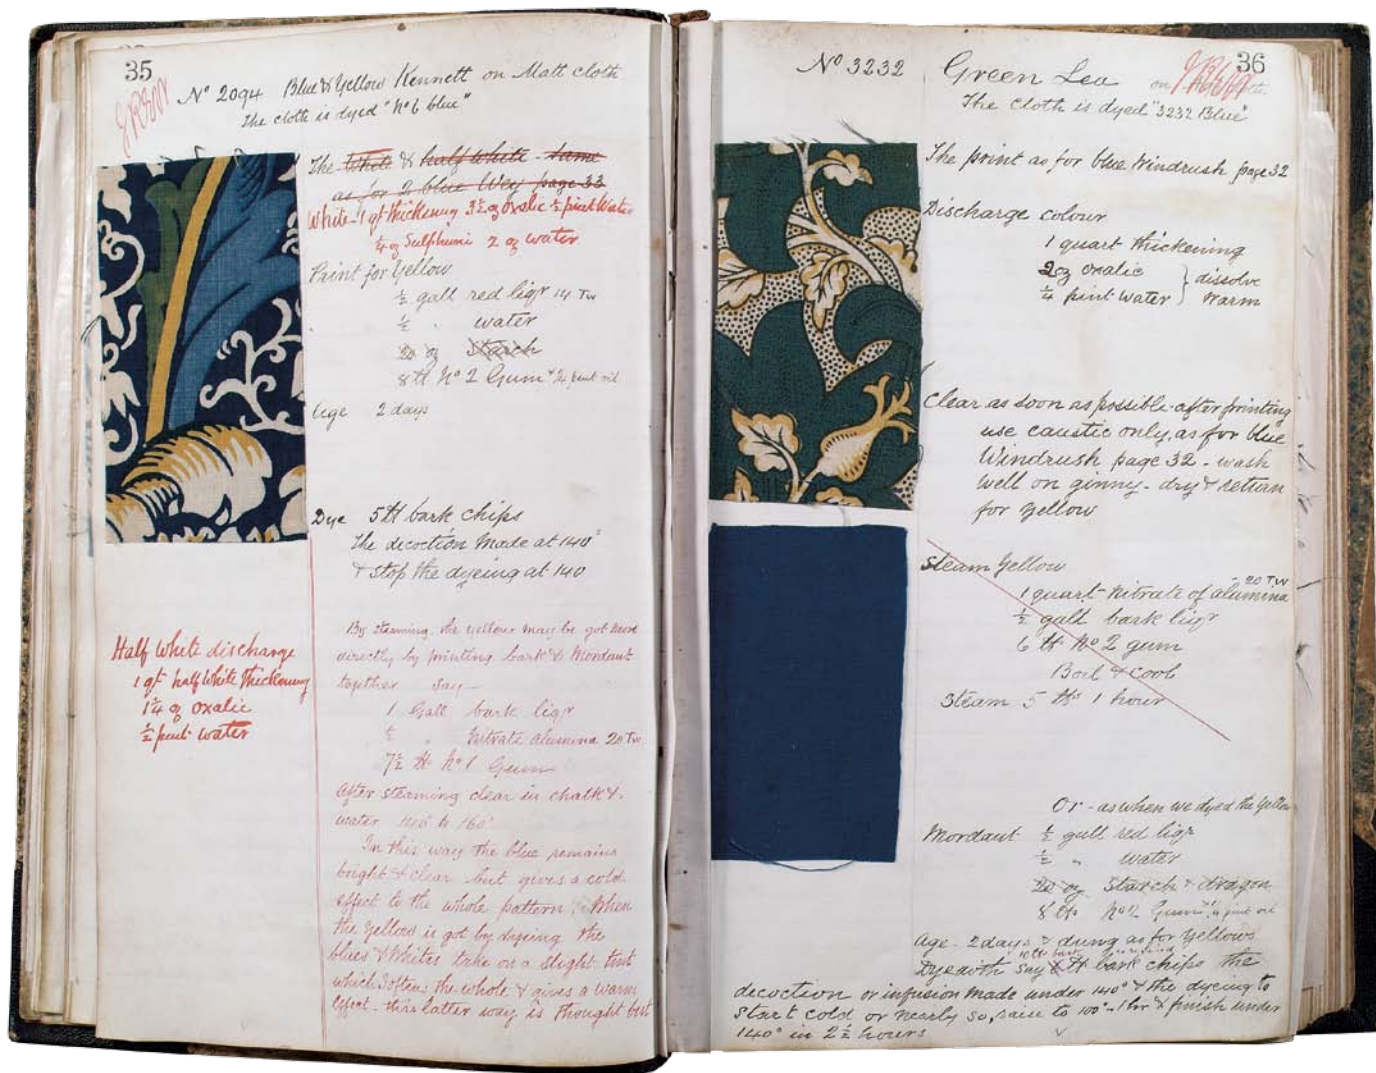 35
No 2094 Blue & Yellow Kennett on Matt cloth
The cloth is dyed "No 6 blue"
The White & half white - same
as for 2 blue Wey page 33
White - 1 qt thickening 3½ oz oxalic ½ pint Water
¼ oz Sulphuric 2 oz water
Print for Yellow
½ gall red liqr 14 Tw
½ " water
20 oz Starch
8 lb No 2 Gum & ¼ pint oil
Age 2 days
Dye 5 lb bark chips
The decoction made at 140°
& stop the dyeing at 140
Half White discharge
1 qt half White Thickening
1¼ oz oxalic
½ pint water
By steaming, the yellow may be got more
directly by printing bark & Mordant
together say -
1 Gall bark liqr
½ " Nitrate alumina 20 Tw
7½ lb No 1 Gum
After steaming clear in chalk &
water 140° to 160°
In this way the blue remains
bright & clear but gives a cold
effect to the whole pattern. When
the Yellow is got by dyeing the
blues & Whites take on a slight tint
which softens the whole & gives a warm
effect - this latter way is thought best
36
No 3232 Green Lea on
The cloth is dyed "3232 Blue"
The print as for blue Windrush page 32
Discharge colour
1 quart thickening
2 oz oxalic } dissolve
¼ pint water } warm
Clear as soon as possible after printing
use caustic only, as for blue
Windrush page 32 - wash
well on ginny - dry & return
for yellow
Steam Yellow
1 quart Nitrate of alumina 20 Tw
½ gall bark liqr
6 lb No 2 gum
Boil & cool
Steam 5 lbs 1 hour
Or - as when we dyed the Yellow
Mordant ½ gall red liqr
½ " water
20 oz Starch & dragon
8 lbs No 2 Gum ¼ pint oil
Age 2 days & dung as for Yellows
Dye with say 10 lb bark chips the
decoction or infusion made under 140° & the dyeing to
start cold or nearly so, raise to 100° - 1 hr & finish under
140° in 2½ hours